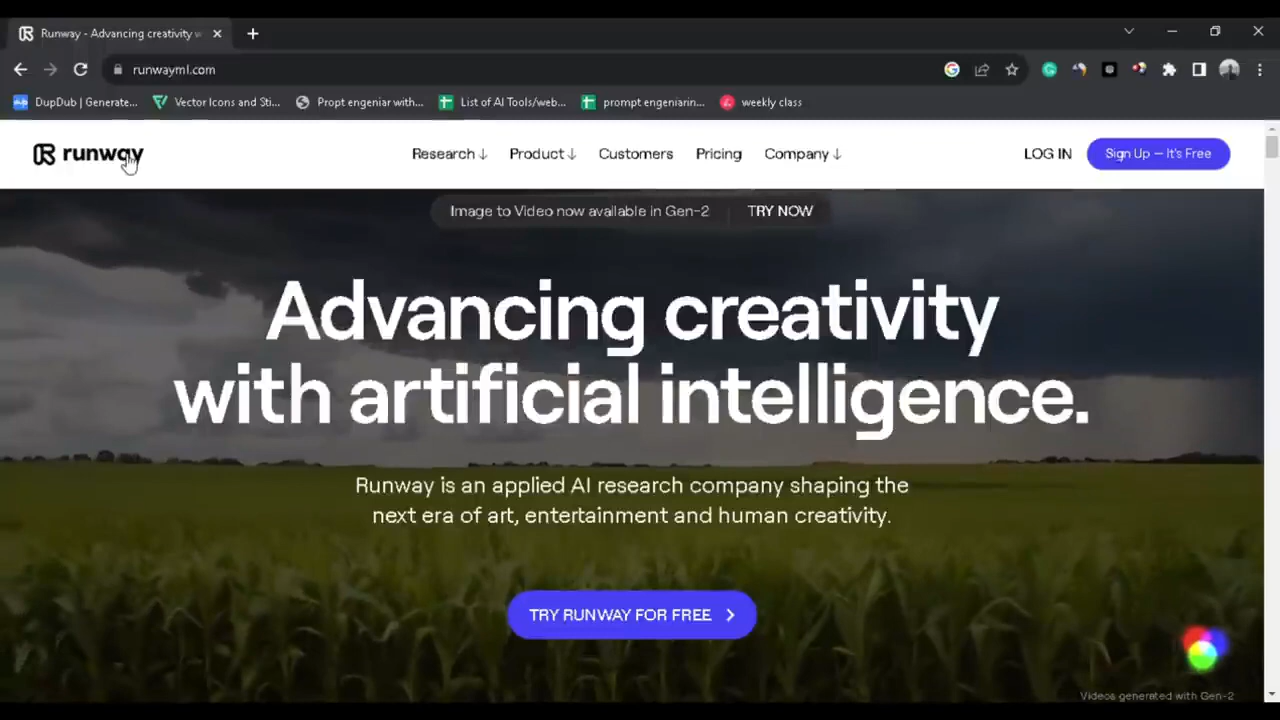 Runway - Advancing creativity w
runwayml.com
DupDub | Generate...
Vector Icons and Sti...
Propt engeniar with...
List of AI Tools/web...
prompt engeniarin...
weekly class
runway
Research ↓
Product ↓
Customers
Pricing
Company ↓
LOG IN
Sign Up — It's Free
Image to Video now available in Gen-2
TRY NOW
Advancing creativity
with artificial intelligence.
Runway is an applied AI research company shaping the
next era of art, entertainment and human creativity.
TRY RUNWAY FOR FREE
Videos generated with Gen-2